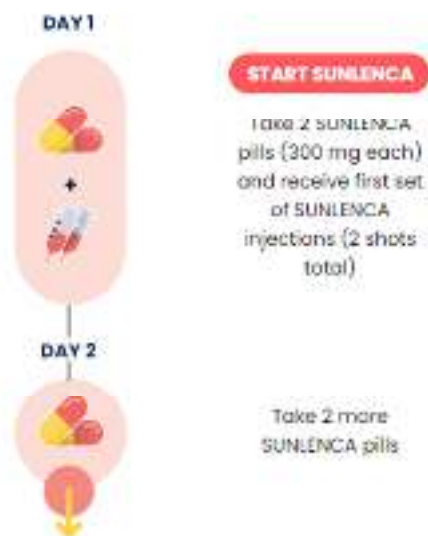 DAY 1
START SUNLENCA
Take 2 SUNLENCA
pills (300 mg each)
and receive first set
of SUNLENCA
injections (2 shots
total)
DAY 2
Take 2 more
SUNLENCA pills